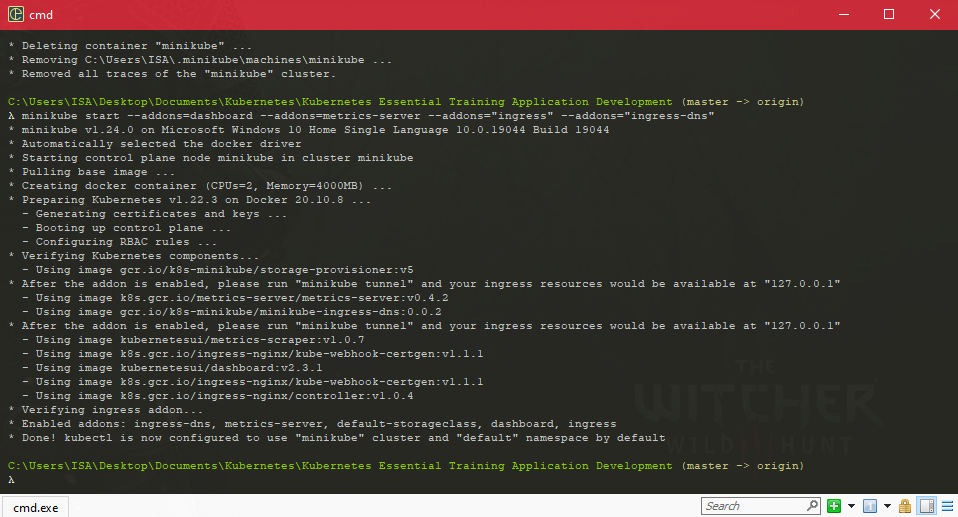 cmd
* Deleting container "minikube" ...
* Removing C:\Users\ISA\.minikube\machines\minikube ...
* Removed all traces of the "minikube" cluster.
C:\Users\ISA\Desktop\Documents\Kubernetes\Kubernetes Essential Training Application Development (master -> origin)
λ minikube start --addons=dashboard --addons=metrics-server --addons="ingress" --addons="ingress-dns"
* minikube v1.24.0 on Microsoft Windows 10 Home Single Language 10.0.19044 Build 19044
* Automatically selected the docker driver
* Starting control plane node minikube in cluster minikube
* Pulling base image ...
* Creating docker container (CPUs=2, Memory=4000MB) ...
* Preparing Kubernetes v1.22.3 on Docker 20.10.8 ...
  - Generating certificates and keys ...
  - Booting up control plane ...
  - Configuring RBAC rules ...
* Verifying Kubernetes components...
  - Using image gcr.io/k8s-minikube/storage-provisioner:v5
* After the addon is enabled, please run "minikube tunnel" and your ingress resources would be available at "127.0.0.1"
  - Using image k8s.gcr.io/metrics-server/metrics-server:v0.4.2
  - Using image gcr.io/k8s-minikube/minikube-ingress-dns:0.0.2
* After the addon is enabled, please run "minikube tunnel" and your ingress resources would be available at "127.0.0.1"
  - Using image kubernetesui/metrics-scraper:v1.0.7
  - Using image k8s.gcr.io/ingress-nginx/kube-webhook-certgen:v1.1.1
  - Using image kubernetesui/dashboard:v2.3.1
  - Using image k8s.gcr.io/ingress-nginx/kube-webhook-certgen:v1.1.1
  - Using image k8s.gcr.io/ingress-nginx/controller:v1.0.4
* Verifying ingress addon...
* Enabled addons: ingress-dns, metrics-server, default-storageclass, dashboard, ingress
* Done! kubectl is now configured to use "minikube" cluster and "default" namespace by default
THE
WITCHER
WILD HUNT
C:\Users\ISA\Desktop\Documents\Kubernetes\Kubernetes Essential Training Application Development (master -> origin)
λ
cmd.exe
Search